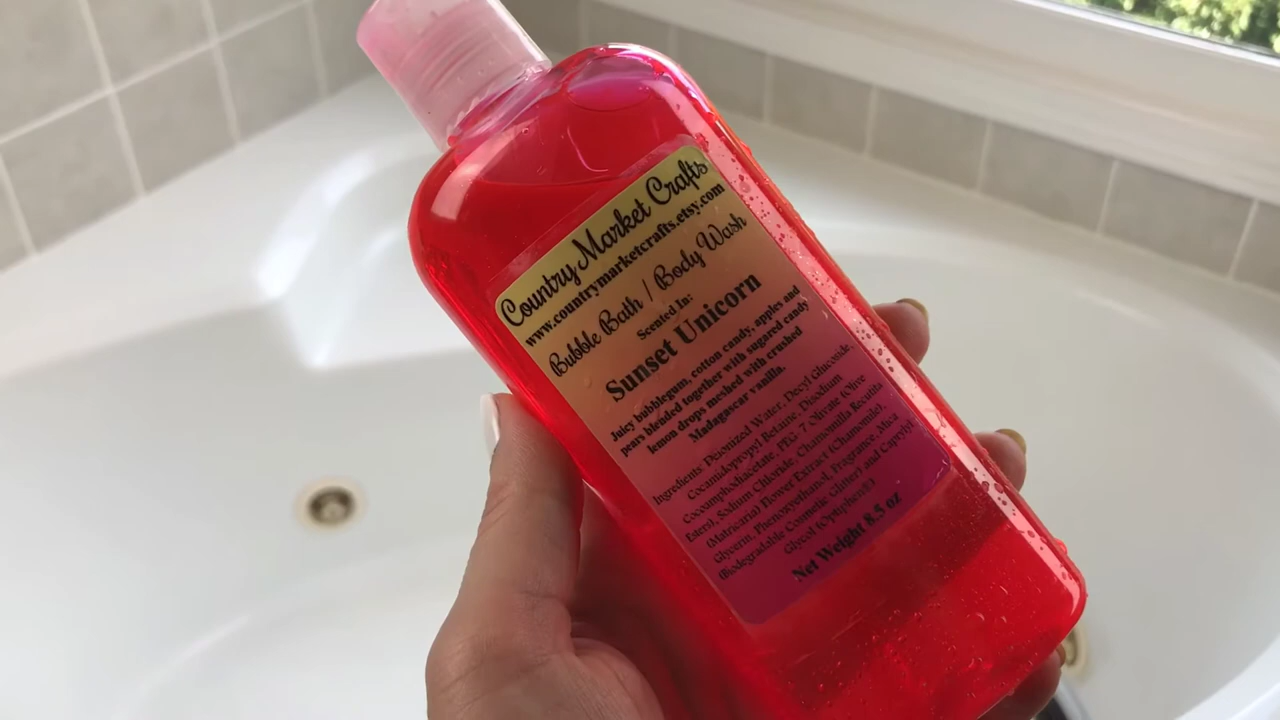 Country Market Crafts
www.countrymarketcrafts.etsy.com
Bubble Bath / Body Wash
Scented In:
Sunset Unicorn
Juicy bubblegum, cotton candy, apples and
pears blended together with sugared candy
lemon drops meshed with crushed
Madagascar vanilla.
Ingredients: Deionized Water, Decyl Glucoside,
Cocamidopropyl Betaine, Disodium
Cocoamphodiacetate, PEG-7 Olivate (Olive
Esters), Sodium Chloride, Chamomilla Recutita
(Matricaria) Flower Extract (Chamomile),
Glycerin, Phenoxyethanol, Fragrance, Mica
(Biodegradable Cosmetic Glitter) and Caprylyl
Glycol (Optiphen®)
Net Weight 8.5 oz